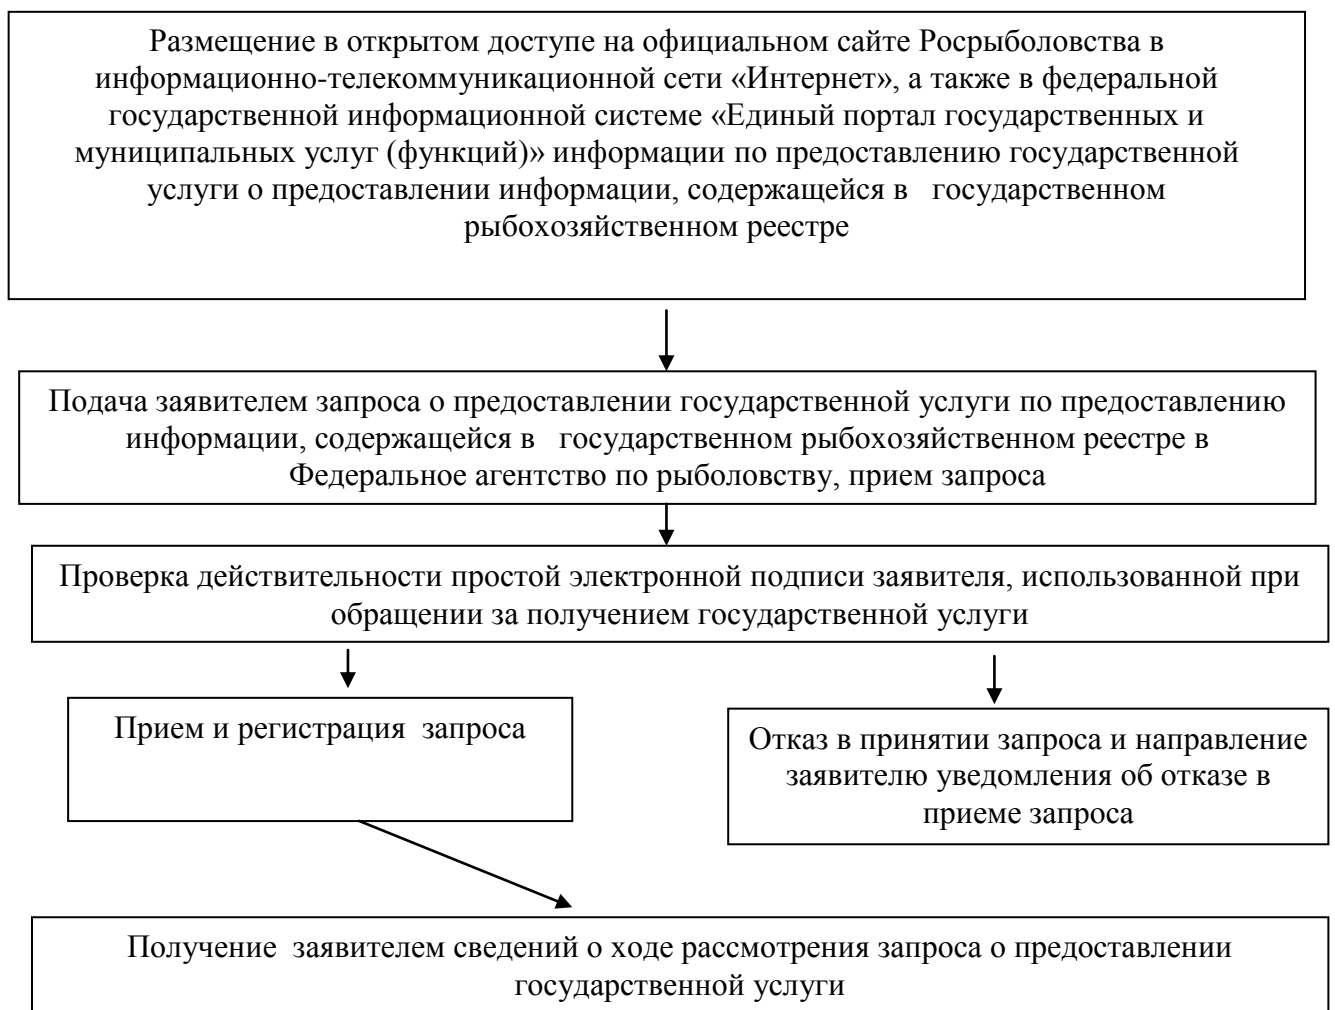 Размещение в открытом доступе на официальном сайте Росрыболовства в
информационно-телекоммуникационной сети «Интернет», а также в федеральной
государственной информационной системе «Единый портал государственных и
муниципальных услуг (функций)» информации по предоставлению государственной
услуги о предоставлении информации, содержащейся в государственном
рыбохозяйственном реестре
Подача заявителем запроса о предоставлении государственной услуги по предоставлению
информации, содержащейся в государственном рыбохозяйственном реестре в
Федеральное агентство по рыболовству, прием запроса
Проверка действительности простой электронной подписи заявителя, использованной при
обращении за получением государственной услуги
Прием и регистрация запроса
Отказ в принятии запроса и направление
заявителю уведомления об отказе в
приеме запроса
Получение заявителем сведений о ходе рассмотрения запроса о предоставлении
государственной услуги